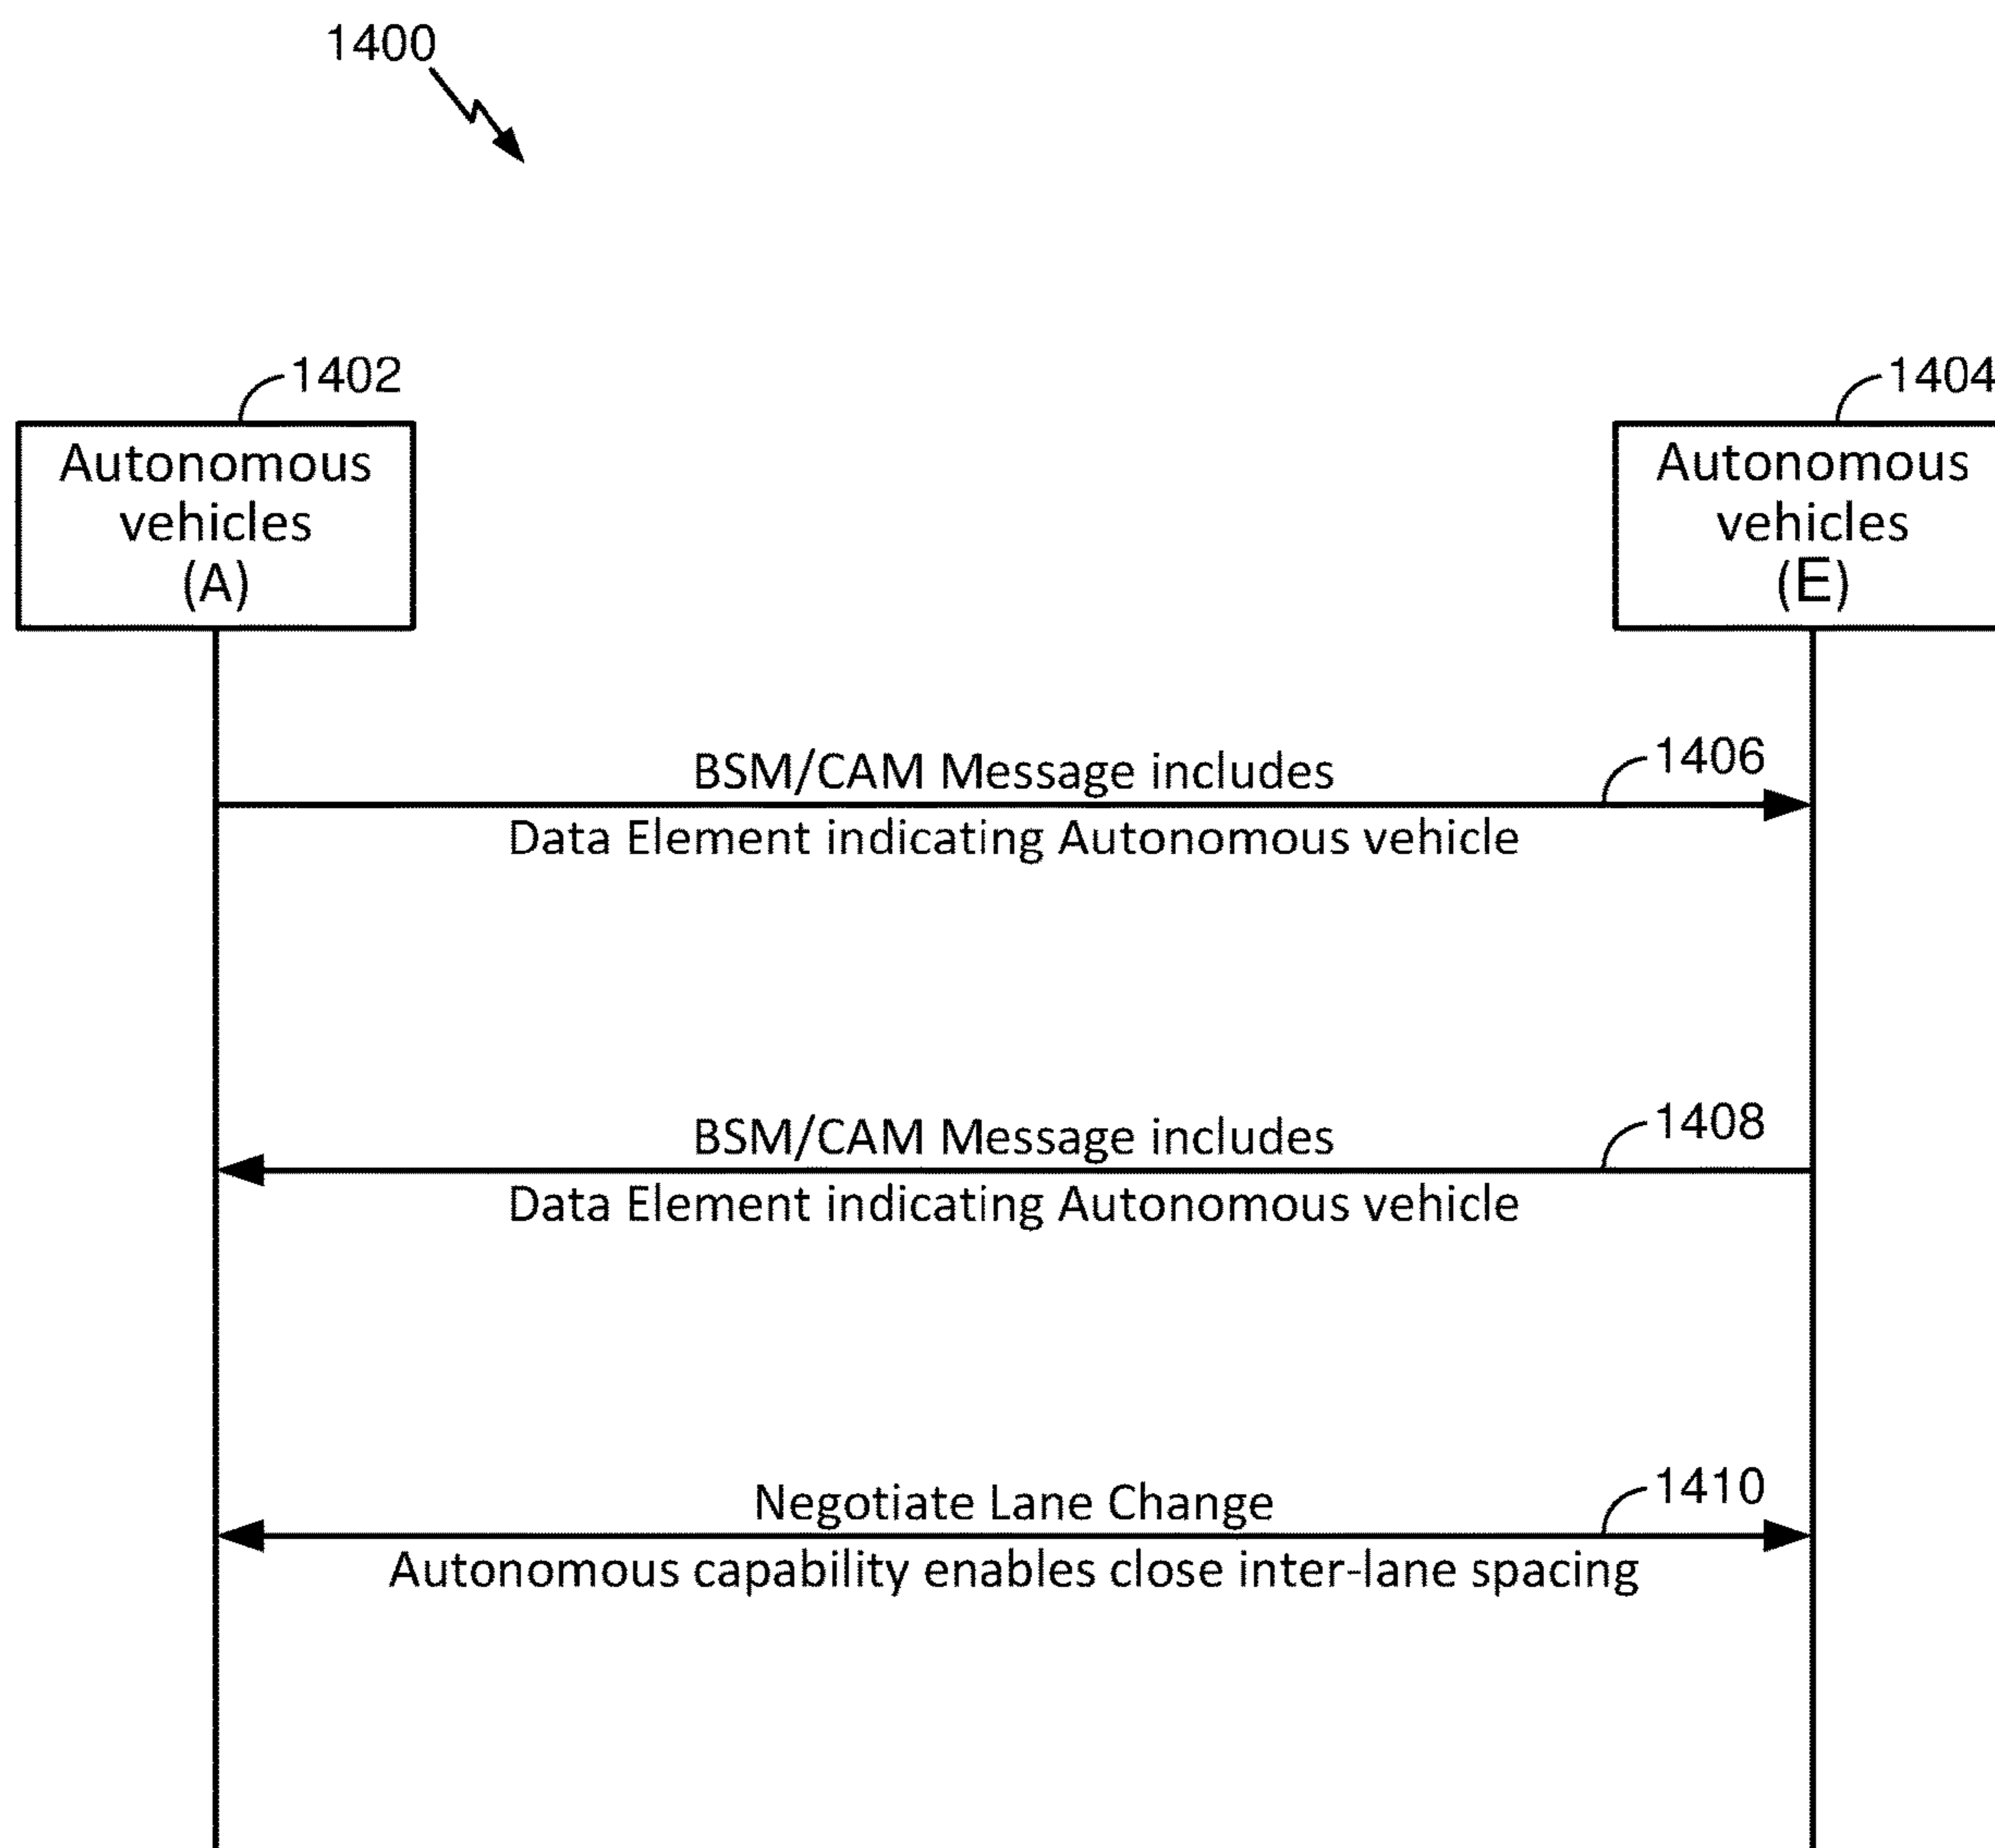 1400
1402
1404
Autonomous
vehicles
(A)
Autonomous
vehicles
(E)
BSM/CAM Message includes
1406
Data Element indicating Autonomous vehicle
BSM/CAM Message includes
1408
Data Element indicating Autonomous vehicle
Negotiate Lane Change
1410
Autonomous capability enables close inter-lane spacing